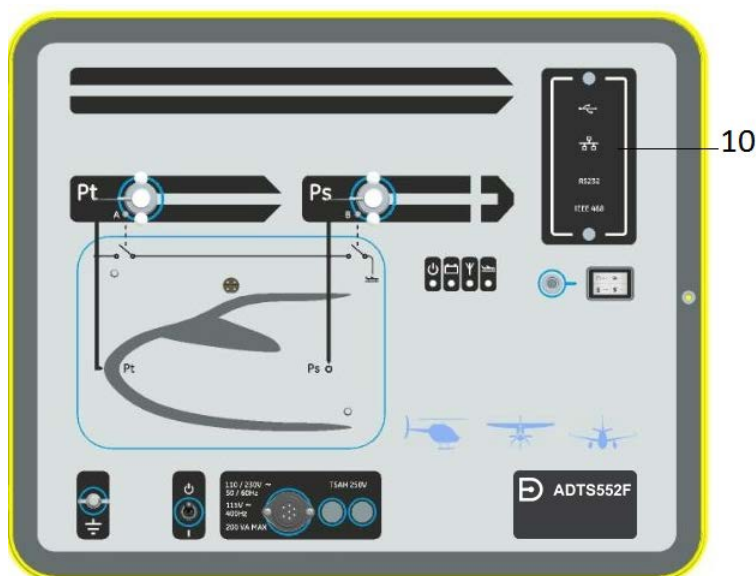 10
RS232
IEEE 488
Pt
Ps
A
B
Pt
Ps
110 / 230V ~
50 / 60Hz
115V ~
400Hz
200 VA MAX
T5AH 250V
ADTS552F